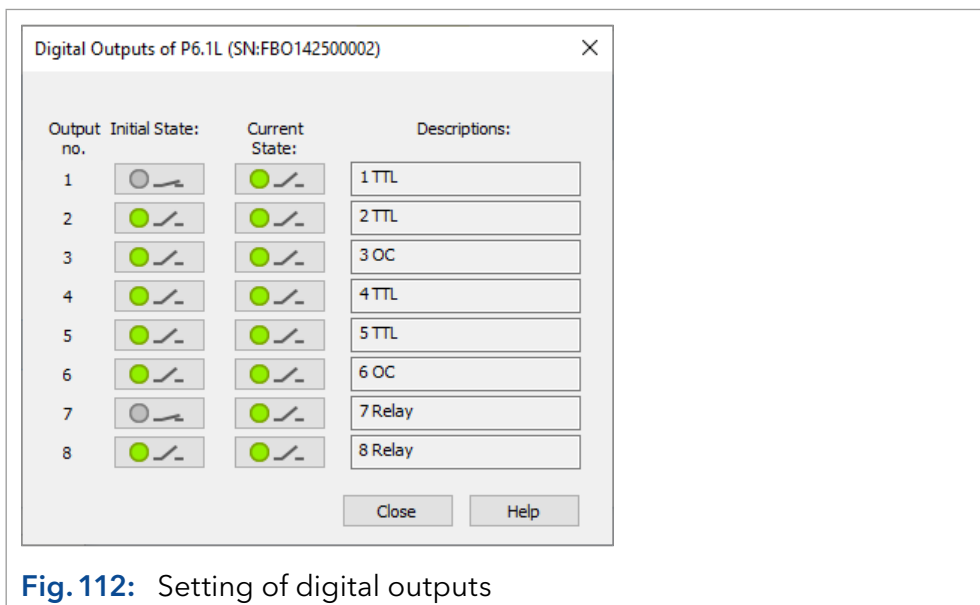 Digital Outputs of P6.1L (SN:FBO142500002)
Output Initial State: Current Descriptions:
no. State:
1 1 TTL
2 2 TTL
3 3 OC
4 4 TTL
5 5 TTL
6 6 OC
7 7 Relay
8 8 Relay
Close Help
Fig. 112: Setting of digital outputs